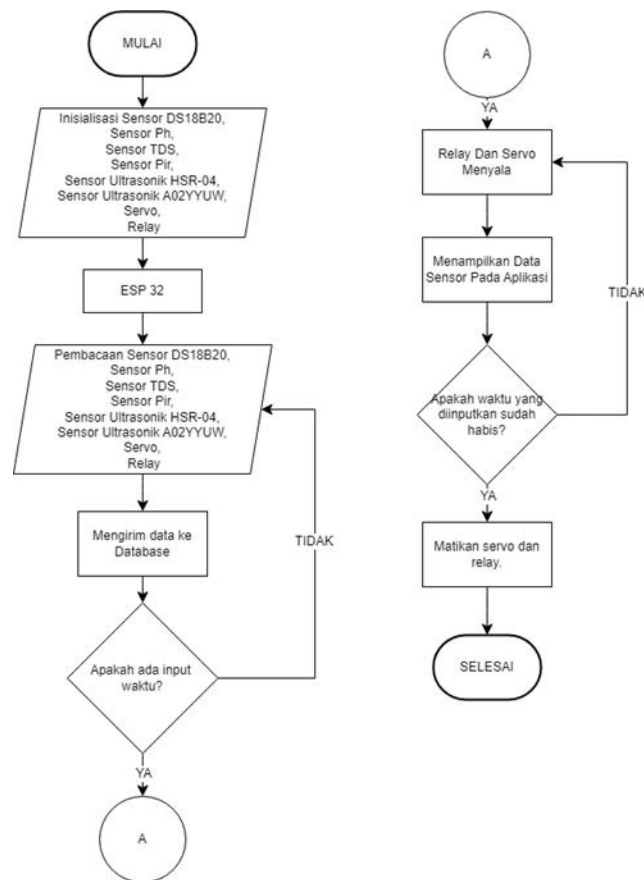 MULAI
Inisialisasi Sensor DS18B20,
Sensor Ph,
Sensor TDS,
Sensor Pir,
Sensor Ultrasonik HSR-04,
Sensor Ultrasonik A02YYUW,
Servo,
Relay
ESP 32
Pembacaan Sensor DS18B20,
Sensor Ph,
Sensor TDS,
Sensor Pir,
Sensor Ultrasonik HSR-04,
Sensor Ultrasonik A02YYUW,
Servo,
Relay
Mengirim data ke
Database
TIDAK
Apakah ada input
waktu?
YA
A
A
YA
Relay Dan Servo
Menyala
Menampilkan Data
Sensor Pada Aplikasi
TIDAK
Apakah waktu yang
diinputkan sudah
habis?
YA
Matikan servo dan
relay.
SELESAI